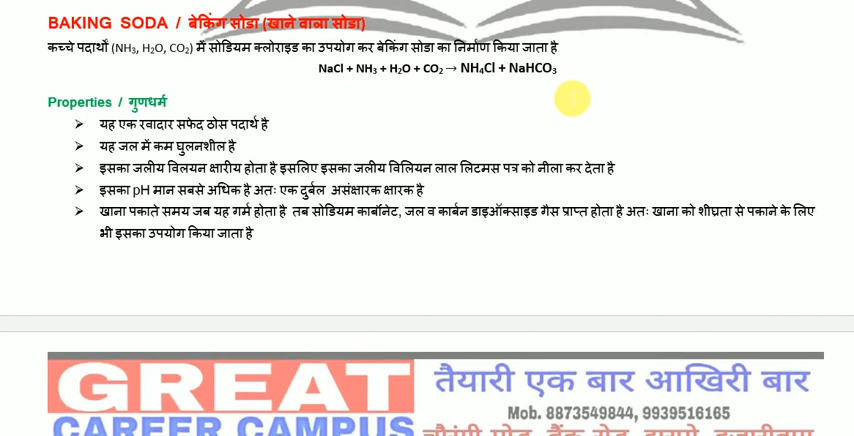 BAKING SODA / बेकिंग सोडा (खाने वाला सोडा)
कच्चे पदार्थों (NH₃, H₂O, CO₂) में सोडियम क्लोराइड का उपयोग कर बेकिंग सोडा का निर्माण किया जाता है
NaCl + NH₃ + H₂O + CO₂ → NH₄Cl + NaHCO₃
Properties / गुणधर्म
➤ यह एक रवादार सफेद ठोस पदार्थ है
➤ यह जल में कम घुलनशील है
➤ इसका जलीय विलयन क्षारीय होता है इसलिए इसका जलीय विलियन लाल लिटमस पत्र को नीला कर देता है
➤ इसका pH मान सबसे अधिक है अतः एक दुर्बल असंक्षारक क्षारक है
➤ खाना पकाते समय जब यह गर्म होता है तब सोडियम कार्बोनेट, जल व कार्बन डाइऑक्साइड गैस प्राप्त होता है अतः खाना को शीघ्रता से पकाने के लिए
भी इसका उपयोग किया जाता है
GREAT
तैयारी एक बार आखिरी बार
Mob. 8873549844, 9939516165
CAREER CAMPUS